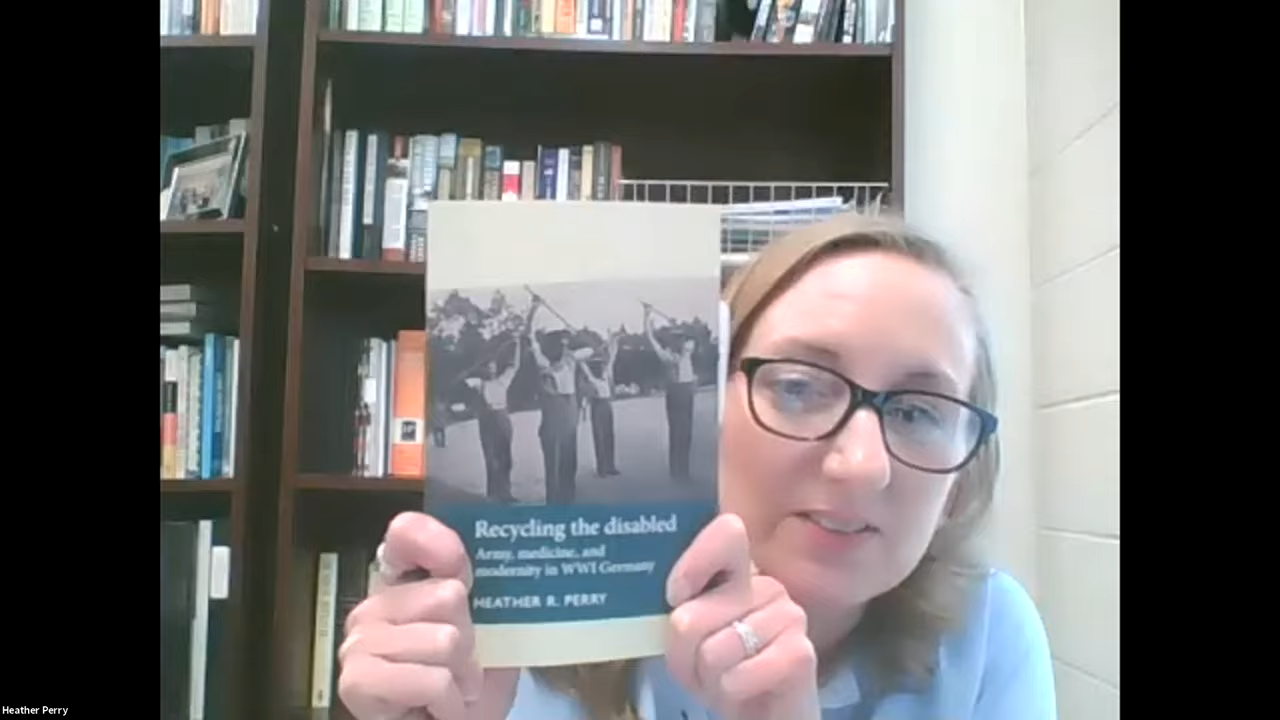 Recycling the disabled
Army, medicine, and
modernity in WWI Germany
HEATHER R. PERRY
Heather Perry